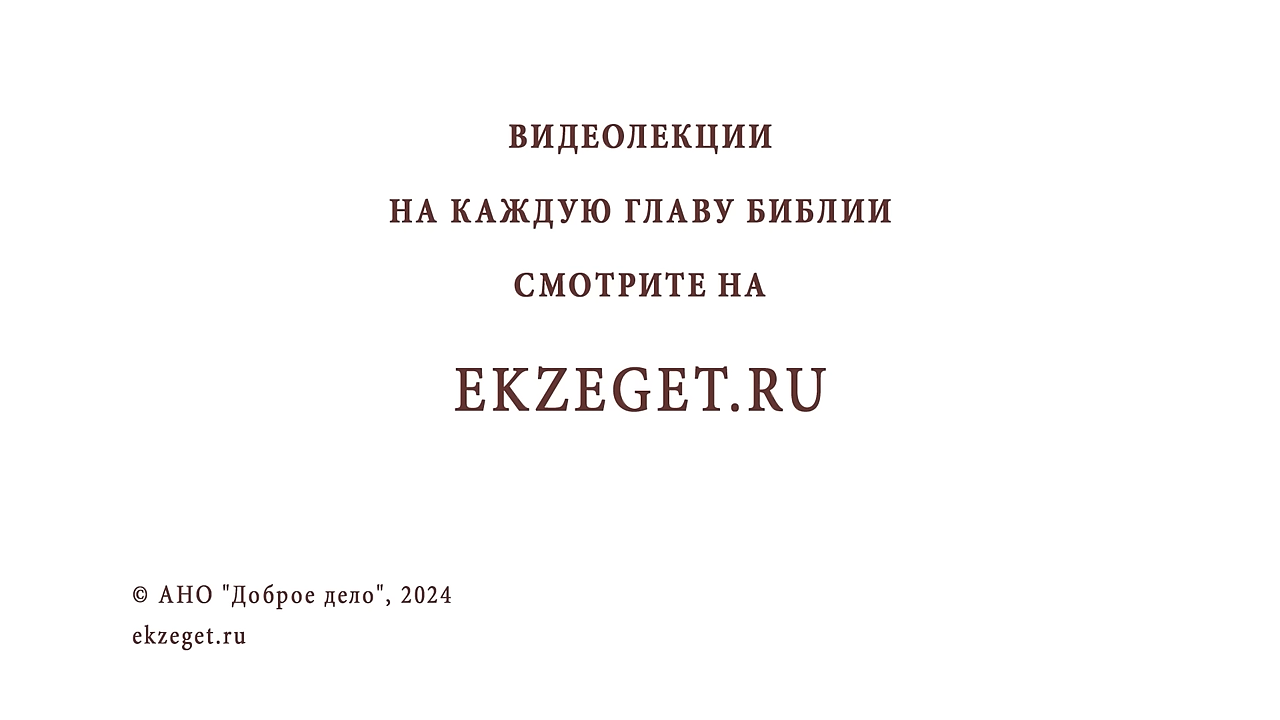 ВИДЕОЛЕКЦИИ
НА КАЖДУЮ ГЛАВУ БИБЛИИ
СМОТРИТЕ НА
EKZEGET.RU
© АНО "Доброе дело", 2024
ekzeget.ru